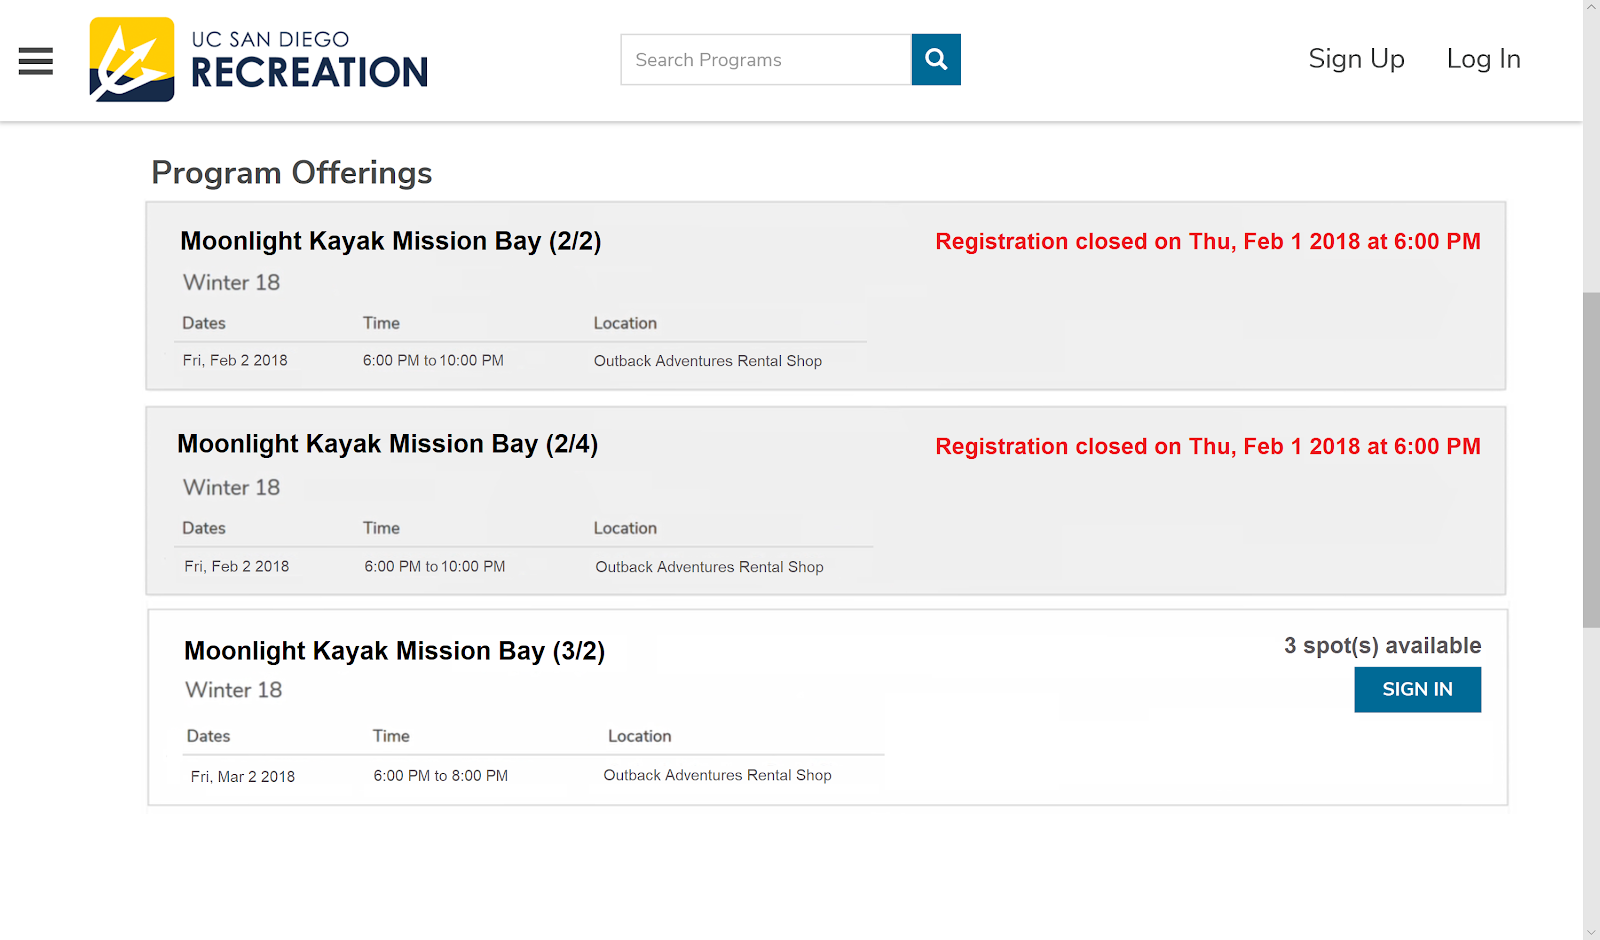 UC SAN DIEGO
RECREATION
Search Programs
Sign Up
Log In
Program Offerings
Moonlight Kayak Mission Bay (2/2)
Registration closed on Thu, Feb 1 2018 at 6:00 PM
Winter 18
Dates Time Location
Fri, Feb 2 2018 6:00 PM to 10:00 PM Outback Adventures Rental Shop
Moonlight Kayak Mission Bay (2/4)
Registration closed on Thu, Feb 1 2018 at 6:00 PM
Winter 18
Dates Time Location
Fri, Feb 2 2018 6:00 PM to 10:00 PM Outback Adventures Rental Shop
Moonlight Kayak Mission Bay (3/2)
3 spot(s) available
Winter 18
SIGN IN
Dates Time Location
Fri, Mar 2 2018 6:00 PM to 8:00 PM Outback Adventures Rental Shop